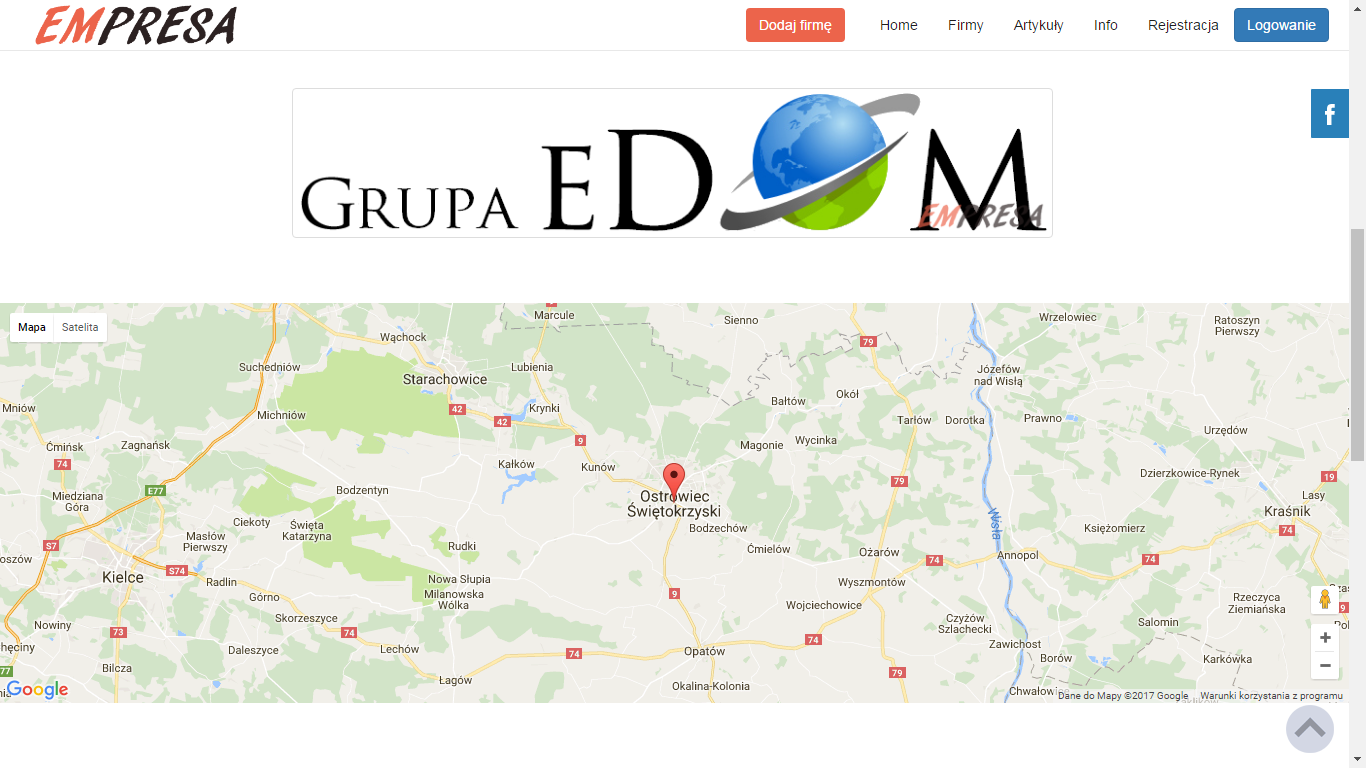 EMPRESA
Dodaj firmę
Home
Firmy
Artykuły
Info
Rejestracja
Logowanie
f
GRUPA EDOM
EMPRESA
Mapa
Satelita
Marcule
Sienno
Wrzelowiec
Ratoszyn
Pierwszy
Wąchock
79
Suchedniów
Lubienia
Józefów
nad Wisłą
Starachowice
Mniów
Michniów
42
42
Krynki
Bałtów
Okół
Tarłów
Dorotka
Prawno
Urzędów
9
Ćmińsk
Zagnańsk
Magonie
Wycinka
74
Kałków
Kunów
Dzierzkowice-Rynek
19
79
Miedziana
Góra
E77
Bodzentyn
Ostrowiec
Świętokrzyski
Lasy
Kraśnik
Ciekoty
Święta
Katarzyna
Bodzechów
Wisła
Księżomierz
74
Masłów
Pierwszy
S7
Rudki
Ćmielów
Ożarów
74
Annopol
74
Kielce
S74
Radlin
Nowa Słupia
Milanowska
Wólka
Wyszmontów
Górno
9
Wojciechowice
Rzeczyca
Ziemiańska
9
Skorzeszyce
Czyżów
Szlachecki
Salomin
Nowiny
73
74
74
Zawichost
Daleszyce
Lechów
74
Opatów
Borów
Karkówka
77
Bilcza
Łagów
Okalina-Kolonia
79
Chwałow
+
−
Google
Dane do Mapy ©2017 Google
Warunki korzystania z programu